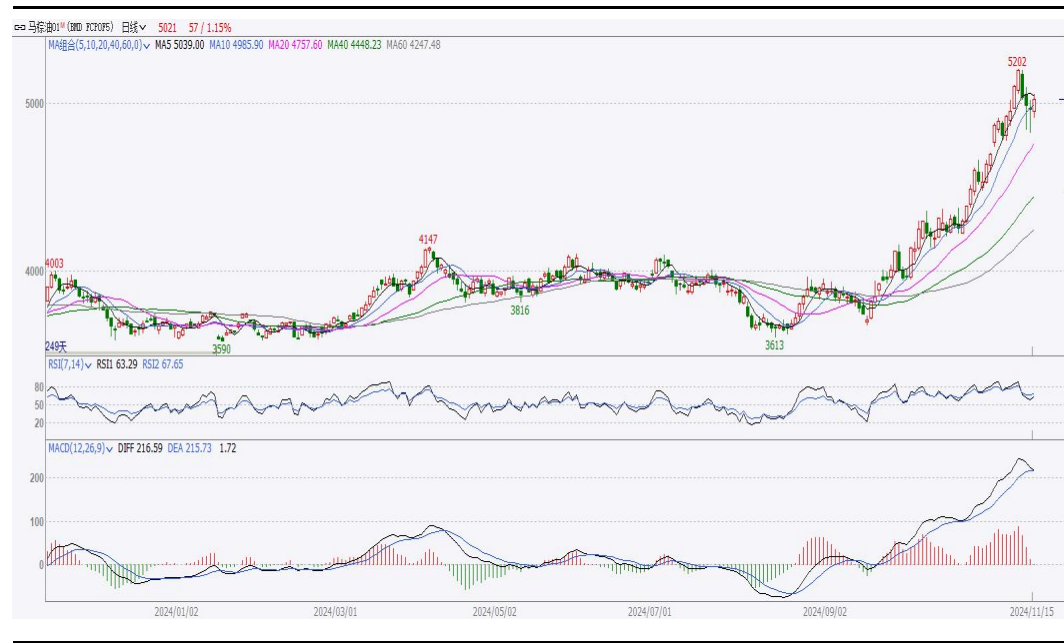 马棕油01M (BMD FCPOF5) 日线 5021 57 / 1.15%
MA组合(5,10,20,40,60,0) MA5 5039.00 MA10 4985.90 MA20 4757.60 MA40 4448.23 MA60 4247.48
5202
5000
4147
4003
4000
3816
3613
3590
249天
RSI(7,14) RSI1 63.29 RSI2 67.65
80
50
20
MACD(12,26,9) DIFF 216.59 DEA 215.73 1.72
200
100
0
2024/01/02 2024/03/01 2024/05/02 2024/07/01 2024/09/02 2024/11/15